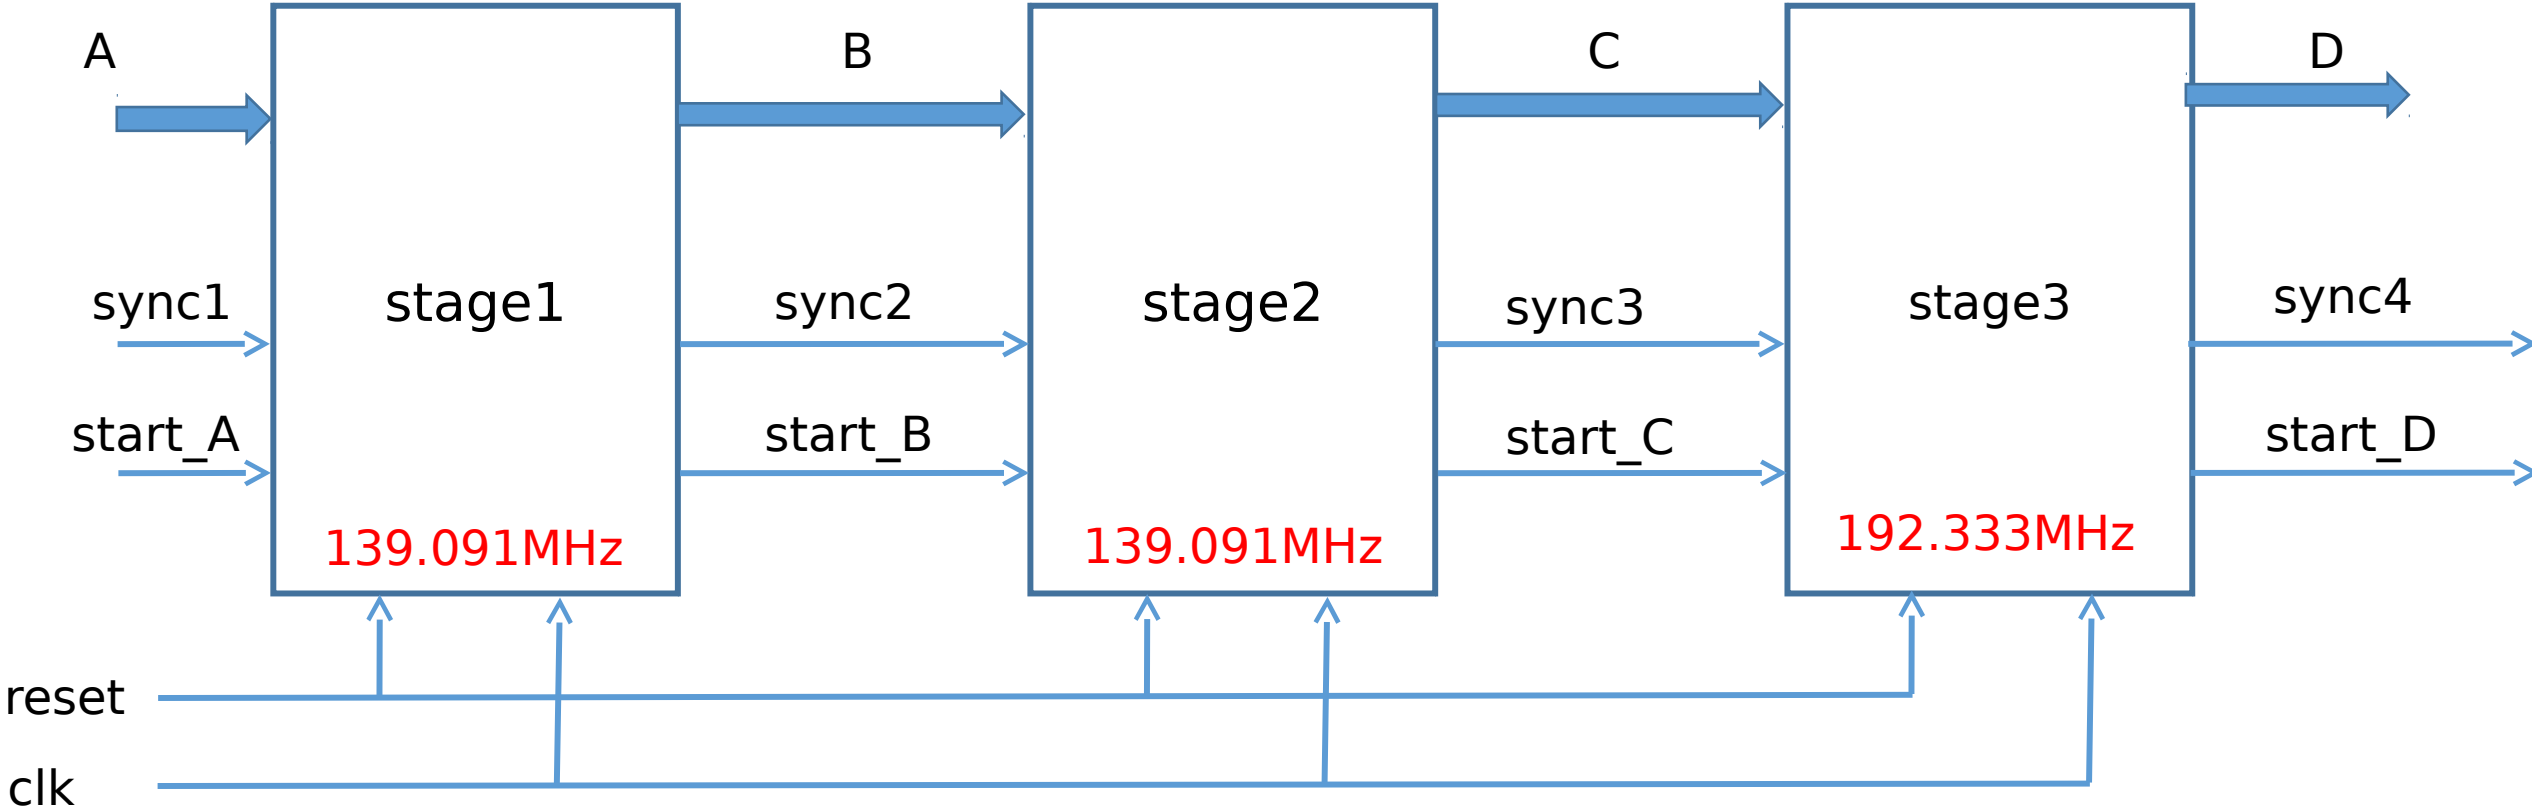 A
B
C
D
sync1
stage1
sync2
stage2
sync3
stage3
sync4
start_A
start_B
start_C
start_D
139.091MHz
139.091MHz
192.333MHz
reset
clk